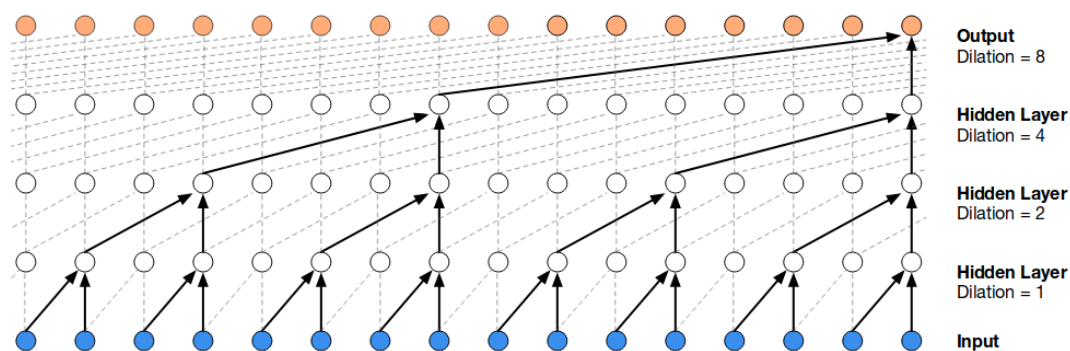 Output
Dilation = 8
Hidden Layer
Dilation = 4
Hidden Layer
Dilation = 2
Hidden Layer
Dilation = 1
Input